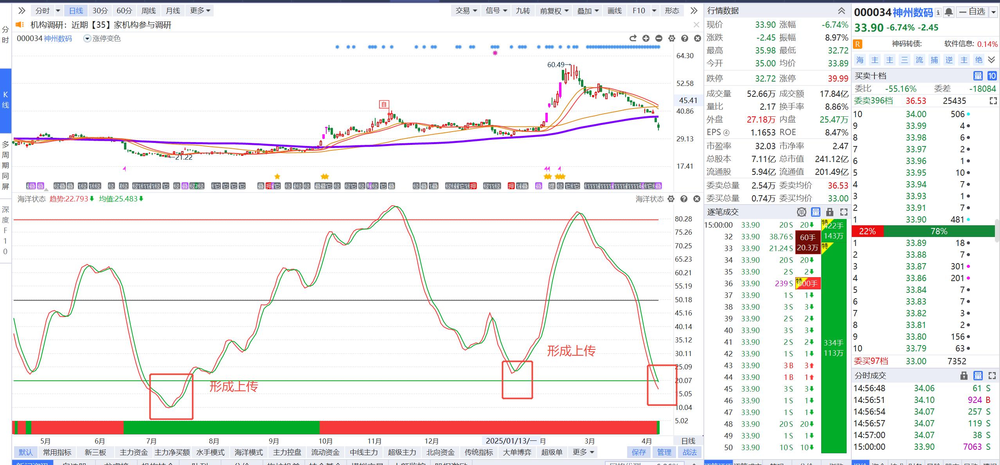 分时 日线 30分 60分 周线 月线 更多 交易 信号 九转 前复权 叠加 画线 F10 形态
机构调研：近期【35】家机构参与调研
000034 神州数码 涨停变色
分时
K线
多周期同屏
深度F10
60.49→
自
←21.22
64.30
52.58
45.41
40.86
29.13
17.41
海洋状态 趋势:22.793 均值:25.483 海洋状态
80.28
75.26
70.25
65.23
60.21
55.19
50.18
45.16
40.14
35.12
30.11
25.09
20.07
15.05
10.04
5.02
形成上传
形成上传
5月 6月 7月 8月 9月 10月 11月 12月 2025/01/13/一 月 3月 4月 日线
默认 常用指标 新三板 主力资金 主力净买额 水手模式 海洋模式 主力控盘 流动资金 中线主力 超级主力 北向资金 传统指标 大单博弈 超级单 更多 保存 管理 战法
行情数据
现价 33.90 涨幅 -6.74%
涨跌 -2.45 振幅 8.97%
最高 35.98 最低 32.72
今开 35.00 均价 33.89
跌停 32.72 涨停 39.99
成交量 52.66万 成交额 17.84亿
量比 2.17 换手率 8.86%
外盘 27.18万 内盘 25.47万
EPS④ 1.1653 ROE 8.47%
市盈率 32.03 市净率 2.47
总股本 7.11亿 总市值 241.12亿
流通股 5.94亿 流通值 201.49亿
委卖总量 2.54万 委卖均价 36.53
委买总量 0.74万 委买均价 33.00
逐笔成交 单 量
15:00:00 33.90 20 S 20
32 33.90 38.76 S
33 33.90 21.24 S
34 33.90 20 S 20
35 33.90 2 S 2
36 33.90 239 S
37 33.90 1 S 1
38 33.90 3 S 3
39 33.90 2 S 2
40 33.90 3 S 3
41 33.90 2 S 2
42 33.90 1 S 1
43 33.90 3 B 3
44 33.90 1 B 1
45 33.90 3 S 3
46 33.90 1 S 1
47 33.90 1 S 1
48 33.90 20 S 20
49 33.90 1 S 1
50 33.90 10 S 10
60手
20.3万
特
特 422手
143万
特
334手
113万
000034 神州数码 自选
33.90 -6.74% -2.45
R 神码转债: 软件信息: 0.14%
海 主 主 三 流 捕 逆 主 绝
买卖十档 量 10
委比 -55.16% 委差 -18084
委卖396档 36.53 25435
10 34.00 506
9 33.99 4
8 33.98 6
7 33.97 2
6 33.96 1
5 33.95 10
4 33.94 7
3 33.93 1
2 33.91 7
1 33.90 481
22% 78%
1 33.89 18
2 33.88 7
3 33.87 301
4 33.86 201
5 33.84 7
6 33.83 7
7 33.82 3
8 33.81 2
9 33.80 156
10 33.79 63
委买97档 33.00 7352
分时成交 量
14:56:48 34.06 61 S
14:56:51 34.10 924 B
14:56:54 34.07 257 S
14:56:57 34.07 119 S
14:57:00 34.07 38 S
15:00:00 33.90 7063 S